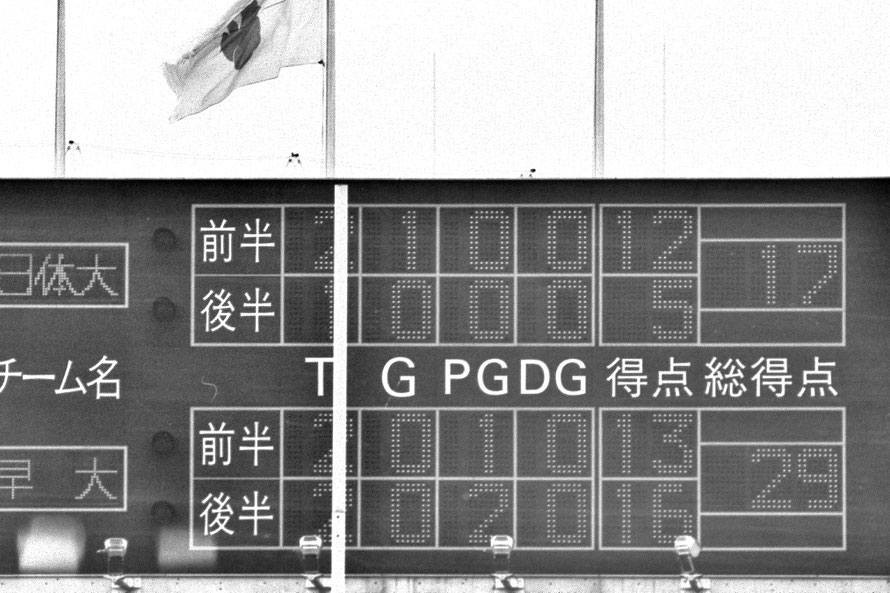 前半 2 1 0 0 12
日体大 17
後半 1 0 0 0 5
チーム名 T G PG DG 得点 総得点
前半 2 0 1 0 13
早大 29
後半 2 0 2 0 16